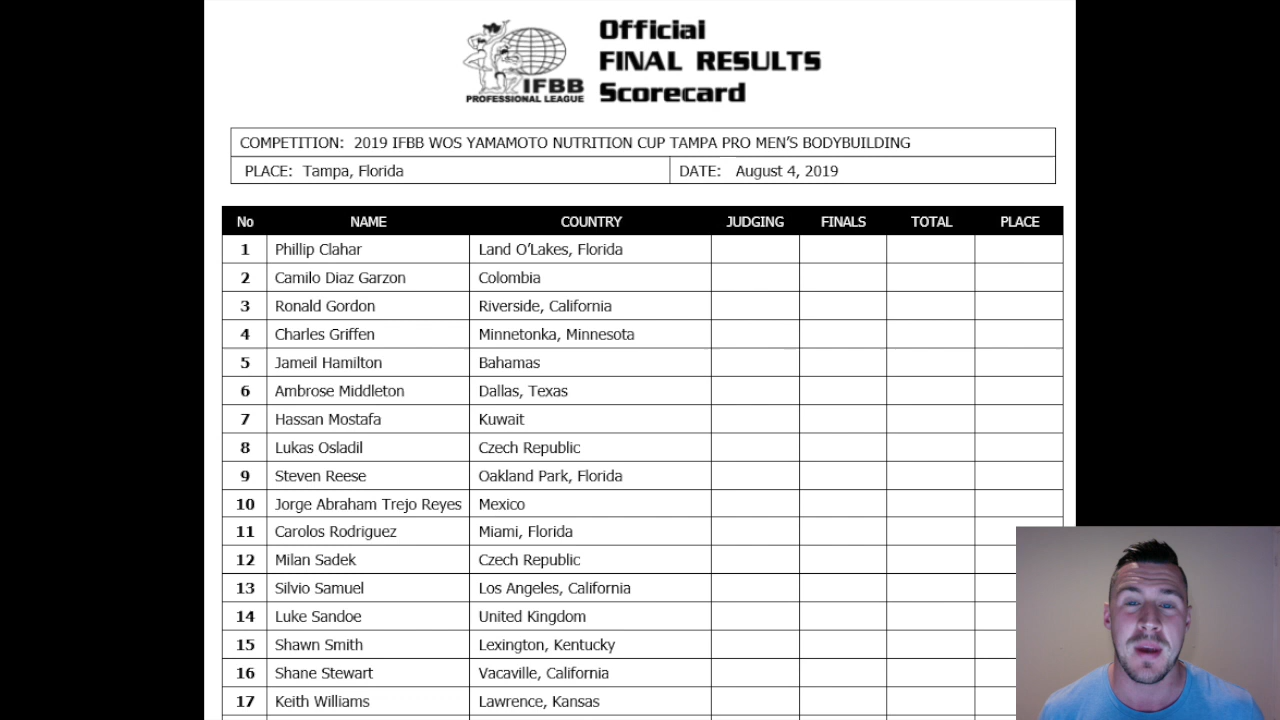 Official
FINAL RESULTS
Scorecard
IFBB
PROFESSIONAL LEAGUE
COMPETITION: 2019 IFBB WOS YAMAMOTO NUTRITION CUP TAMPA PRO MEN'S BODYBUILDING
PLACE: Tampa, Florida DATE: August 4, 2019
No NAME COUNTRY JUDGING FINALS TOTAL PLACE
1 Phillip Clahar Land O'Lakes, Florida
2 Camilo Diaz Garzon Colombia
3 Ronald Gordon Riverside, California
4 Charles Griffen Minnetonka, Minnesota
5 Jameil Hamilton Bahamas
6 Ambrose Middleton Dallas, Texas
7 Hassan Mostafa Kuwait
8 Lukas Osladil Czech Republic
9 Steven Reese Oakland Park, Florida
10 Jorge Abraham Trejo Reyes Mexico
11 Carolos Rodriguez Miami, Florida
12 Milan Sadek Czech Republic
13 Silvio Samuel Los Angeles, California
14 Luke Sandoe United Kingdom
15 Shawn Smith Lexington, Kentucky
16 Shane Stewart Vacaville, California
17 Keith Williams Lawrence, Kansas